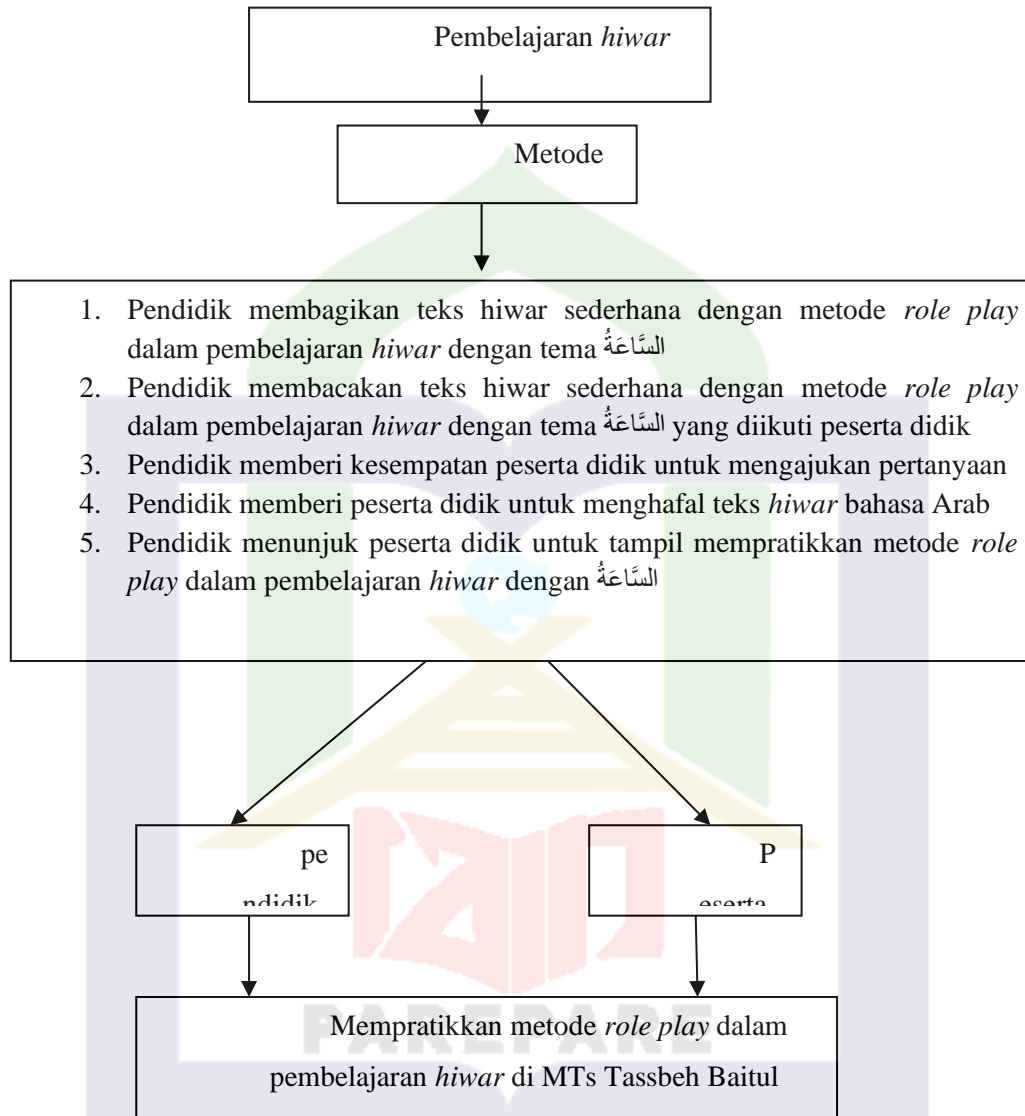 Pembelajaran hiwar
Metode
1. Pendidik membagikan teks hiwar sederhana dengan metode role play
dalam pembelajaran hiwar dengan tema السَّاعَةُ
2. Pendidik membacakan teks hiwar sederhana dengan metode role play
dalam pembelajaran hiwar dengan tema السَّاعَةُ yang diikuti peserta didik
3. Pendidik memberi kesempatan peserta didik untuk mengajukan pertanyaan
4. Pendidik memberi peserta didik untuk menghafal teks hiwar bahasa Arab
5. Pendidik menunjuk peserta didik untuk tampil mempratikkan metode role
play dalam pembelajaran hiwar dengan السَّاعَةُ
pe
ndidik
P
eserta
Mempratikkan metode role play dalam
pembelajaran hiwar di MTs Tassbeh Baitul
PAREPARE